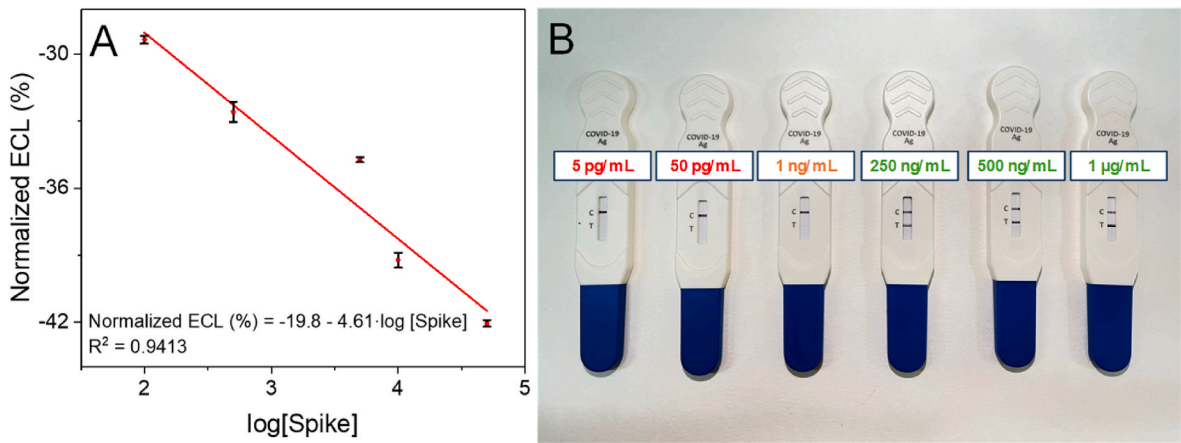 A
Normalized ECL (%)
-30
-36
-42
Normalized ECL (%) = -19.8 - 4.61·log [Spike]
R² = 0.9413
2
3
4
5
log[Spike]
B
COVID-19
Ag
5 pg/mL
C
T
COVID-19
Ag
50 pg/mL
C
T
COVID-19
Ag
1 ng/mL
C
T
COVID-19
Ag
250 ng/mL
C
T
COVID-19
Ag
500 ng/mL
C
T
COVID-19
Ag
1 µg/mL
C
T